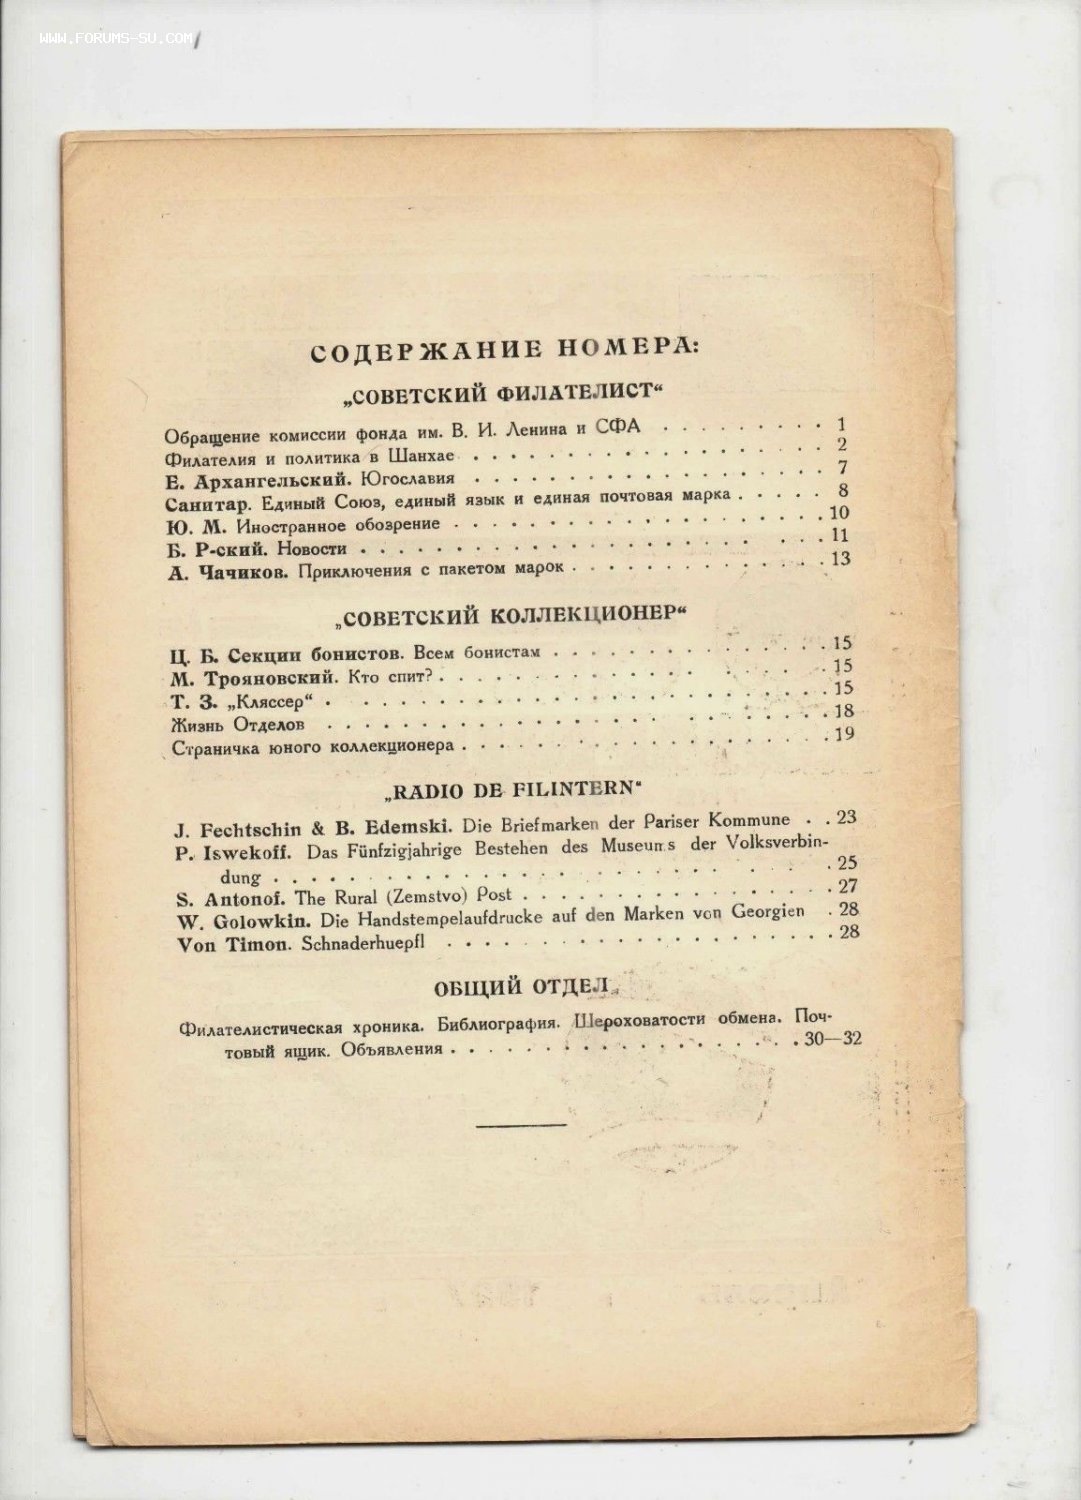 WWW.FORUMS-SU.COM
СОДЕРЖАНИЕ НОМЕРА:
„СОВЕТСКИЙ ФИЛАТЕЛИСТ“
Обращение комиссии фонда им. В. И. Ленина и СФА . . . . . . . . . 1
Филателия и политика в Шанхае . . . . . . . . . . . . . . . . . . . 2
Е. Архангельский. Югославия . . . . . . . . . . . . . . . . . . . 7
Санитар. Единый Союз, единый язык и единая почтовая марка . . . . . 8
Ю. М. Иностранное обозрение . . . . . . . . . . . . . . . . . . . . 10
Б. Р-ский. Новости . . . . . . . . . . . . . . . . . . . . . . . . 11
А. Чачиков. Приключения с пакетом марок . . . . . . . . . . . . . . 13
„СОВЕТСКИЙ КОЛЛЕКЦИОНЕР“
Ц. Б. Секции бонистов. Всем бонистам . . . . . . . . . . . . . . . 15
М. Трояновский. Кто спит? . . . . . . . . . . . . . . . . . . . . 15
Т. З. „Кляссер“ . . . . . . . . . . . . . . . . . . . . . . . . . 15
Жизнь Отделов . . . . . . . . . . . . . . . . . . . . . . . . . . 18
Страничка юного коллекционера . . . . . . . . . . . . . . . . . . . 19
„RADIO DE FILINTERN“
J. Fechtschin & B. Edemski. Die Briefmarken der Pariser Kommune . . 23
P. Iswekoff. Das Fünfzigjahrige Bestehen des Museums der Volksverbin-
dung . . . . . . . . . . . . . . . . . . . . . . . . . . . . . 25
S. Antonof. The Rural (Zemstvo) Post . . . . . . . . . . . . . . . . 27
W. Golowkin. Die Handstempelaufdrucke auf den Marken von Georgien . 28
Von Timon. Schnaderhuepfl . . . . . . . . . . . . . . . . . . . . . 28
ОБЩИЙ ОТДЕЛ
Филателистическая хроника. Библиография. Шероховатости обмена. Поч-
товый ящик. Объявления . . . . . . . . . . . . . . . . . . . 30—32